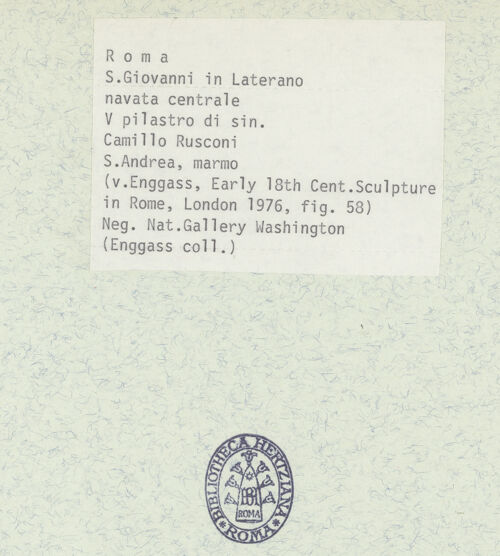 R o m a
S.Giovanni in Laterano
navata centrale
V pilastro di sin.
Camillo Rusconi
S.Andrea, marmo
(v.Enggass, Early 18th Cent.Sculpture
in Rome, London 1976, fig. 58)
Neg. Nat.Gallery Washington
(Enggass coll.)
BIBLIOTHECA HERTZIANA
ROMA
ROMA